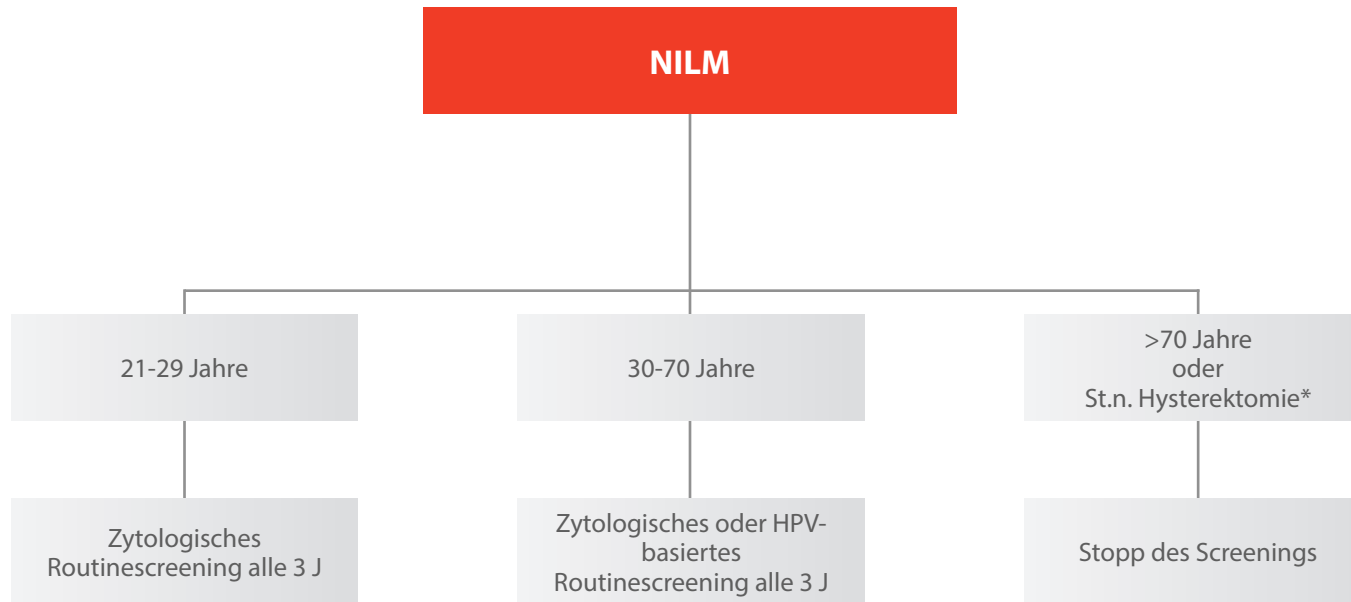 NILM
21-29 Jahre
30-70 Jahre
>70 Jahre
oder
St.n. Hysterektomie*
Zytologisches
Routinescreening alle 3 J
Zytologisches oder HPV-
basiertes
Routinescreening alle 3 J
Stopp des Screenings